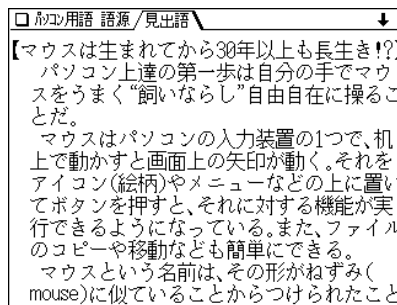 □ パソコン用語 語源/見出語 ↓
【マウスは生まれてから30年以上も長生き!?】
パソコン上達の第一歩は自分の手でマウ
スをうまく“飼いならし”自由自在に操るこ
とだ。
マウスはパソコンの入力装置の1つで、机
上で動かすと画面上の矢印が動く。それを
アイコン(絵柄)やメニューなどの上に置い
てボタンを押すと、それに対する機能が実
行できるようになっている。また、ファイル
のコピーや移動なども簡単にできる。
マウスという名前は、その形がねずみ(
mouse)に似ていることからつけられたこと